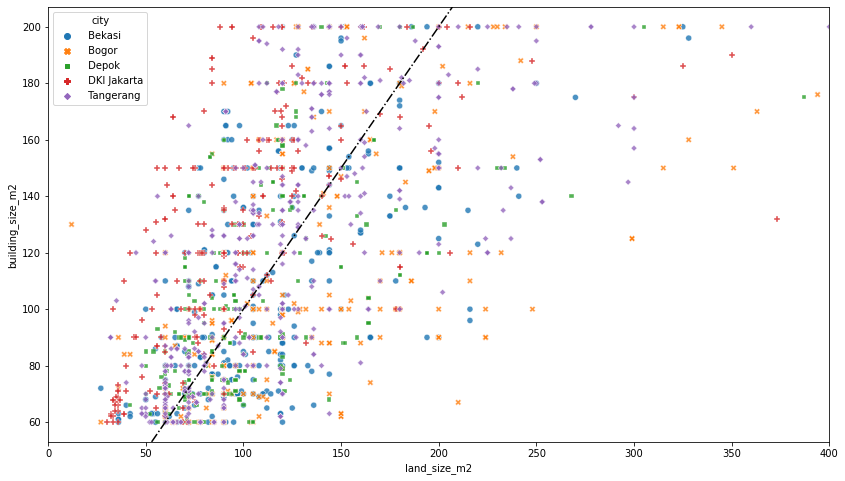 city
Bekasi
Bogor
Depok
DKI Jakarta
Tangerang
200
180
160
140
120
100
80
60
building_size_m2
0 50 100 150 200 250 300 350 400
land_size_m2